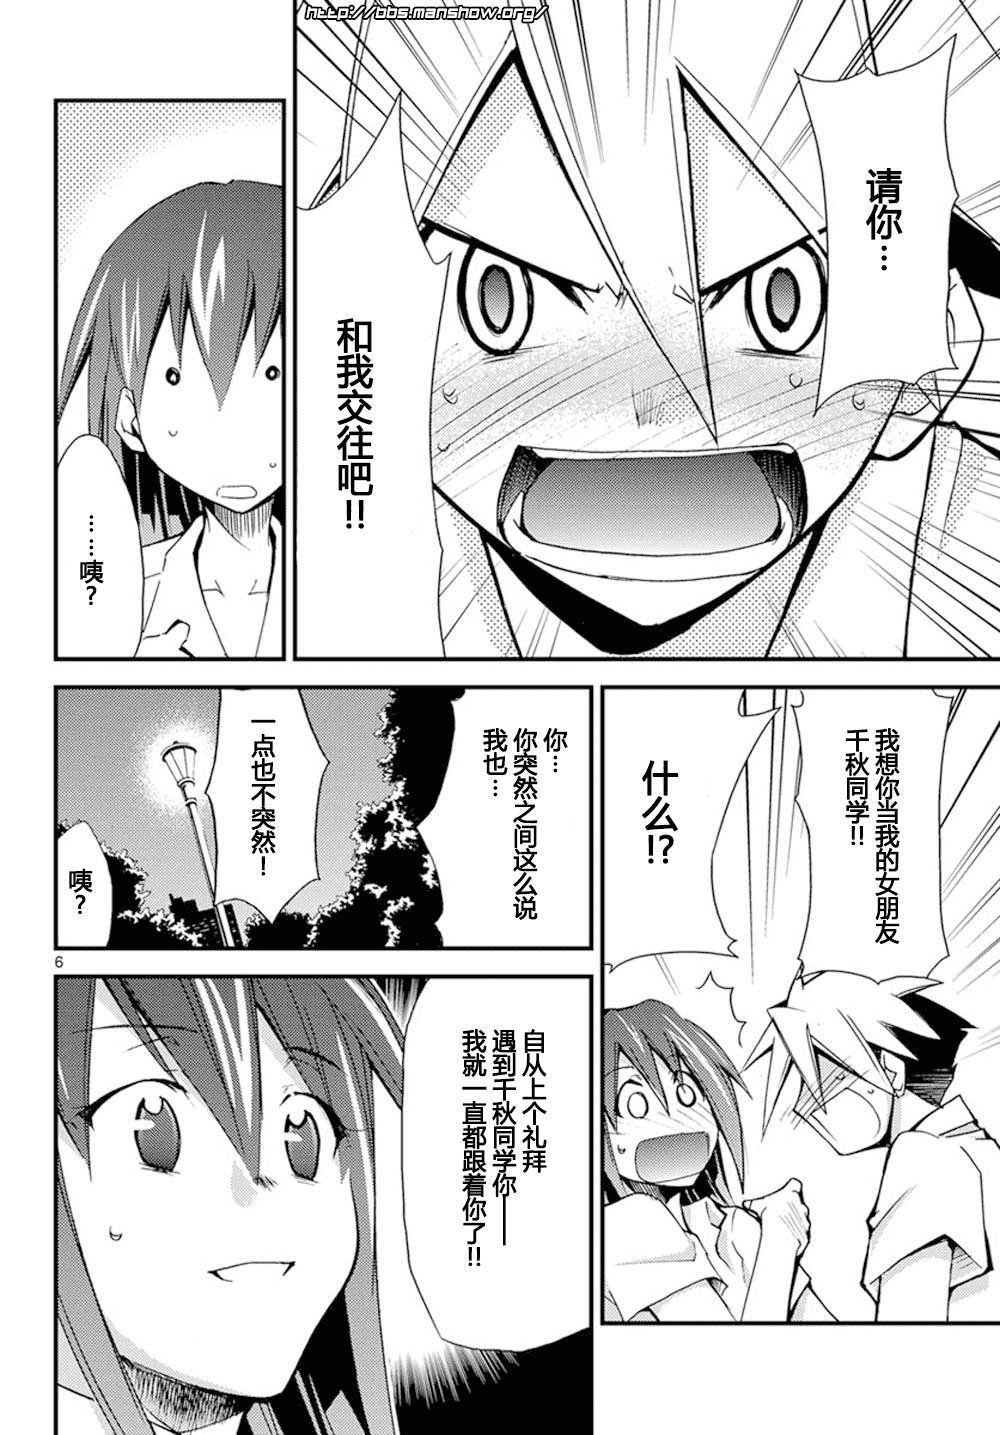 http://bbs.manshow.org/
请你…
和我交往吧!!
……咦?
我想你当我的女朋友
千秋同学!!
什么!?
你…
你突然之间这么说
我也…
一点也不突然!
咦?
6
自从上个礼拜
遇到千秋同学你——
我就一直都跟着你了!!